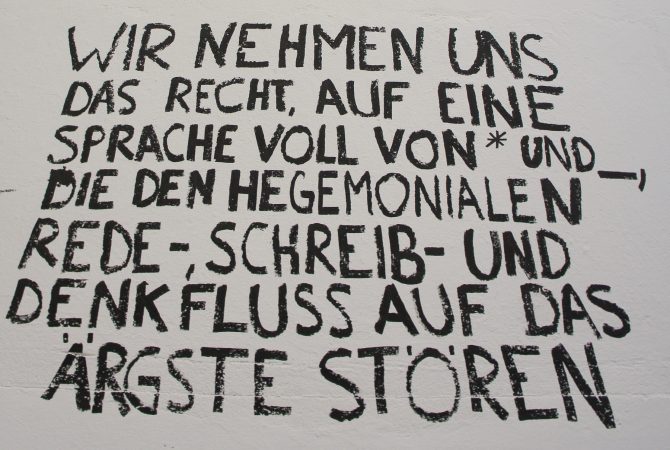 WIR NEHMEN UNS
DAS RECHT, AUF EINE
SPRACHE VOLL VON * UND _,
DIE DEN HEGEMONIALEN
REDE-, SCHREIB- UND
DENKFLUSS AUF DAS
ÄRGSTE STÖREN